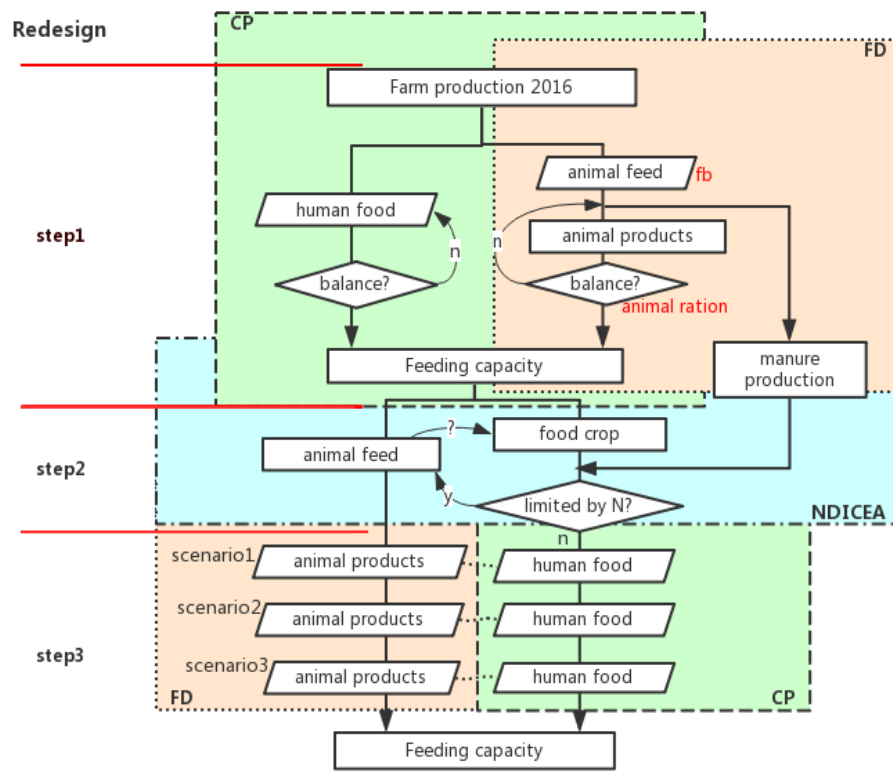 Redesign
CP
FD
Farm production 2016
animal feed
fb
human food
step1
n
n
animal products
balance?
balance?
animal ration
Feeding capacity
manure
production
?
food crop
animal feed
step2
y
limited by N?
NDICEA
n
scenario1
animal products
human food
scenario2
animal products
human food
step3
scenario3
animal products
human food
FD
CP
Feeding capacity